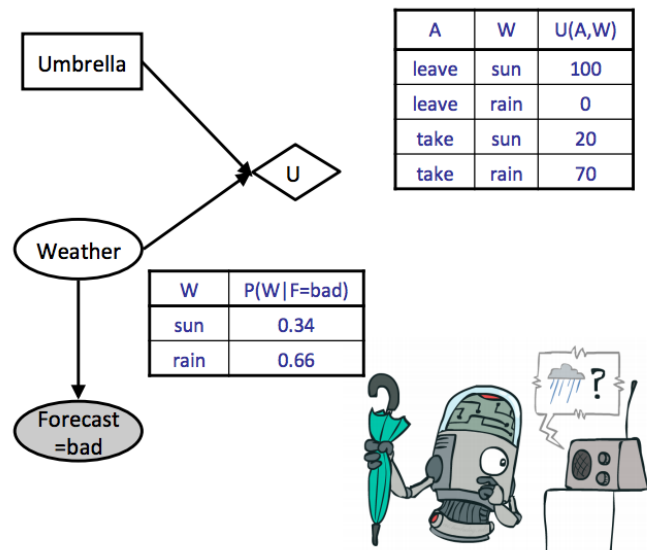 Umbrella
U
Weather
Forecast
=bad
A W U(A,W)
leave sun 100
leave rain 0
take sun 20
take rain 70
W P(W|F=bad)
sun 0.34
rain 0.66
?